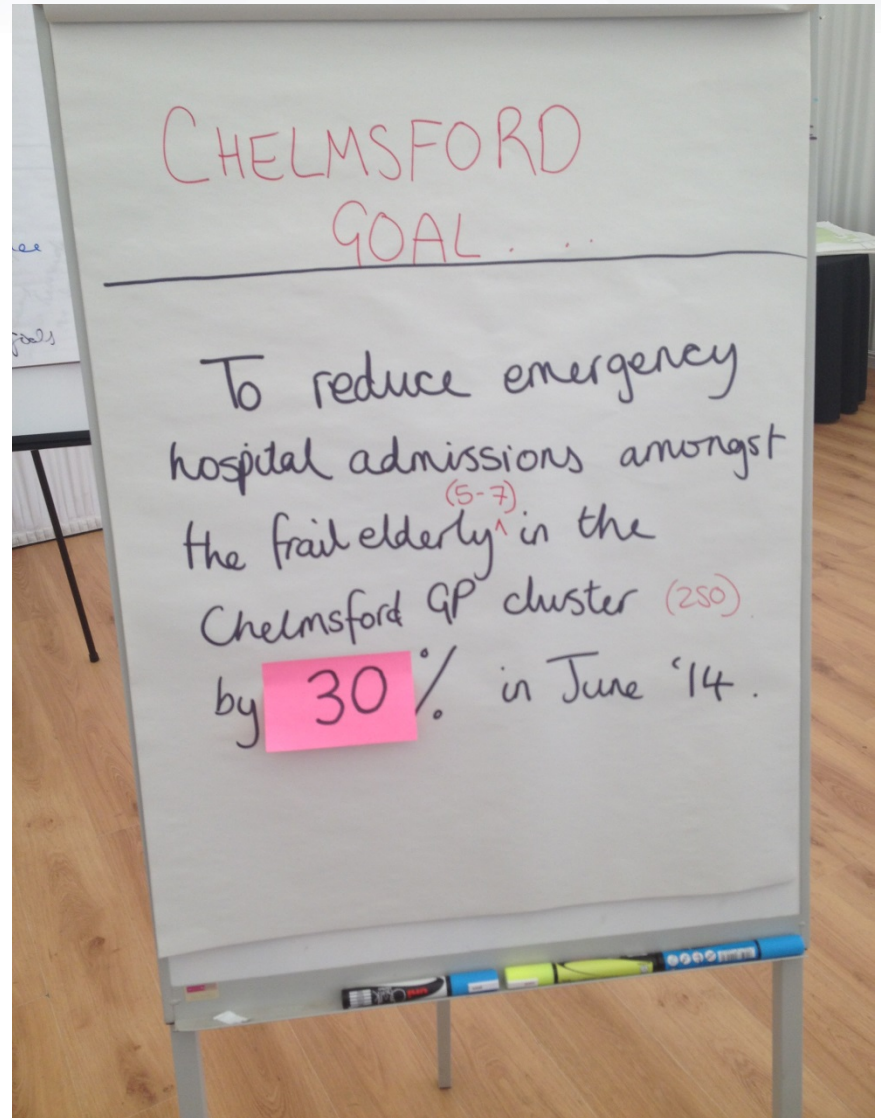 CHELMSFORD
GOAL. . .
To reduce emergency
hospital admissions amongst
(5-7)
the frail elderly ^ in the
Chelmsford GP cluster (250)
by 30 % in June '14.
goals